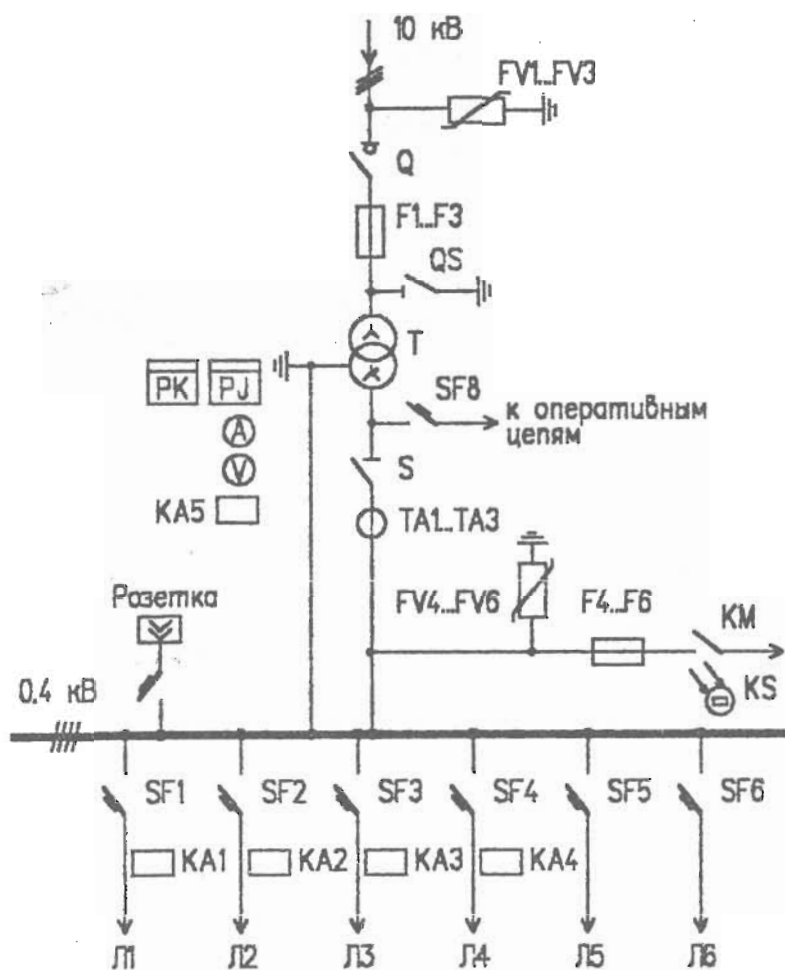 10 кВ
FV1...FV3
Q
F1...F3
QS
T
PK
PJ
SF8
к оперативным
цепям
A
V
S
KA5
TA1...TA3
Розетка
FV4...FV6
F4...F6
KM
KS
0.4 кВ
SF1
SF2
SF3
SF4
SF5
SF6
KA1
KA2
KA3
KA4
Л1
Л2
Л3
Л4
Л5
Л6